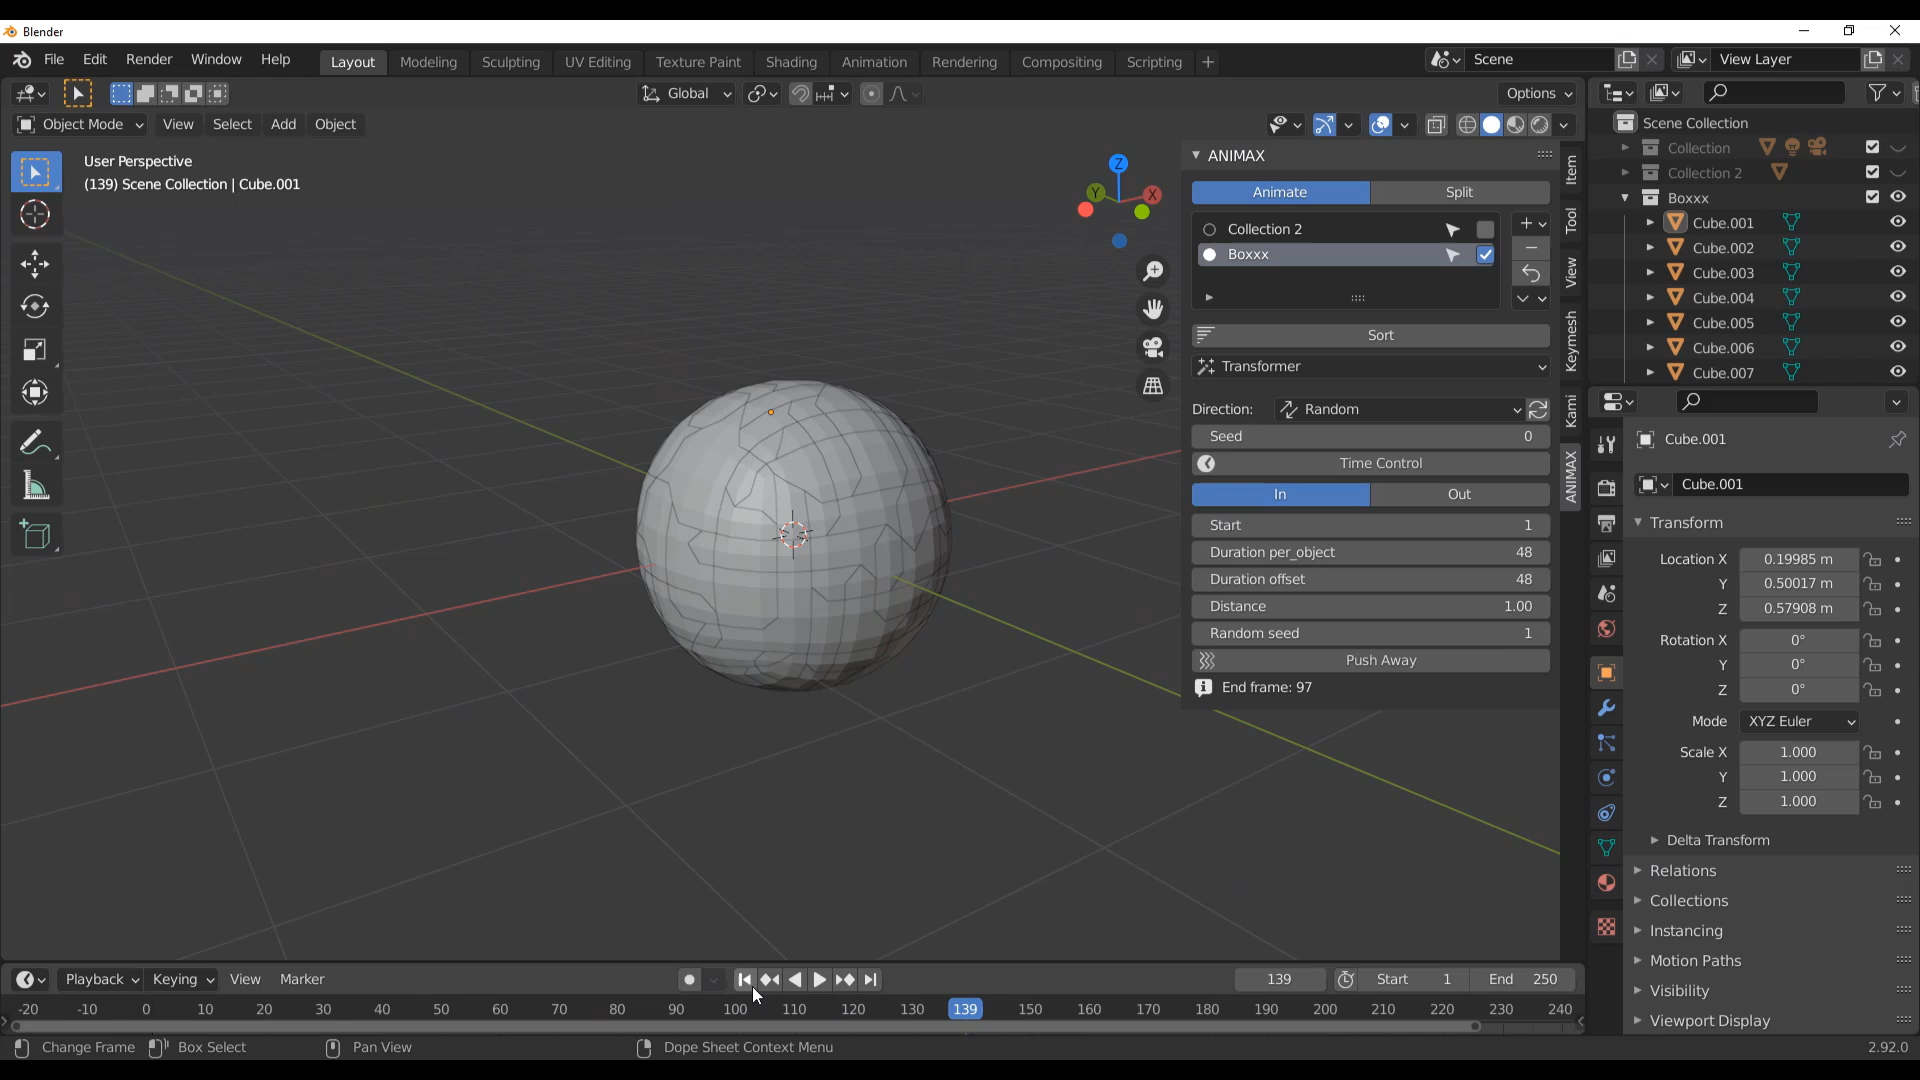 Blender
File Edit Render Window Help Layout Modeling Sculpting UV Editing Texture Paint Shading Animation Rendering Compositing Scripting + Scene View Layer
Global Options
Object Mode View Select Add Object
User Perspective
(139) Scene Collection | Cube.001
Z
Y
X
ANIMAX
Animate Split
Collection 2
Boxxx
Sort
Transformer
Direction: Random
Seed 0
Time Control
In Out
Start 1
Duration per_object 48
Duration offset 48
Distance 1.00
Random seed 1
Push Away
End frame: 97
Item
Tool
View
Keymesh
Kami
ANIMAX
Scene Collection
Collection
Collection 2
Boxxx
Cube.001
Cube.002
Cube.003
Cube.004
Cube.005
Cube.006
Cube.007
Cube.001
Cube.001
Transform
Location X 0.19985 m
Y 0.50017 m
Z 0.57908 m
Rotation X 0°
Y 0°
Z 0°
Mode XYZ Euler
Scale X 1.000
Y 1.000
Z 1.000
Delta Transform
Relations
Collections
Instancing
Motion Paths
Visibility
Viewport Display
Playback Keying View Marker 139 Start 1 End 250
-20 -10 0 10 20 30 40 50 60 70 80 90 100 110 120 130 139 150 160 170 180 190 200 210 220 230 240
Change Frame Box Select Pan View Dope Sheet Context Menu 2.92.0